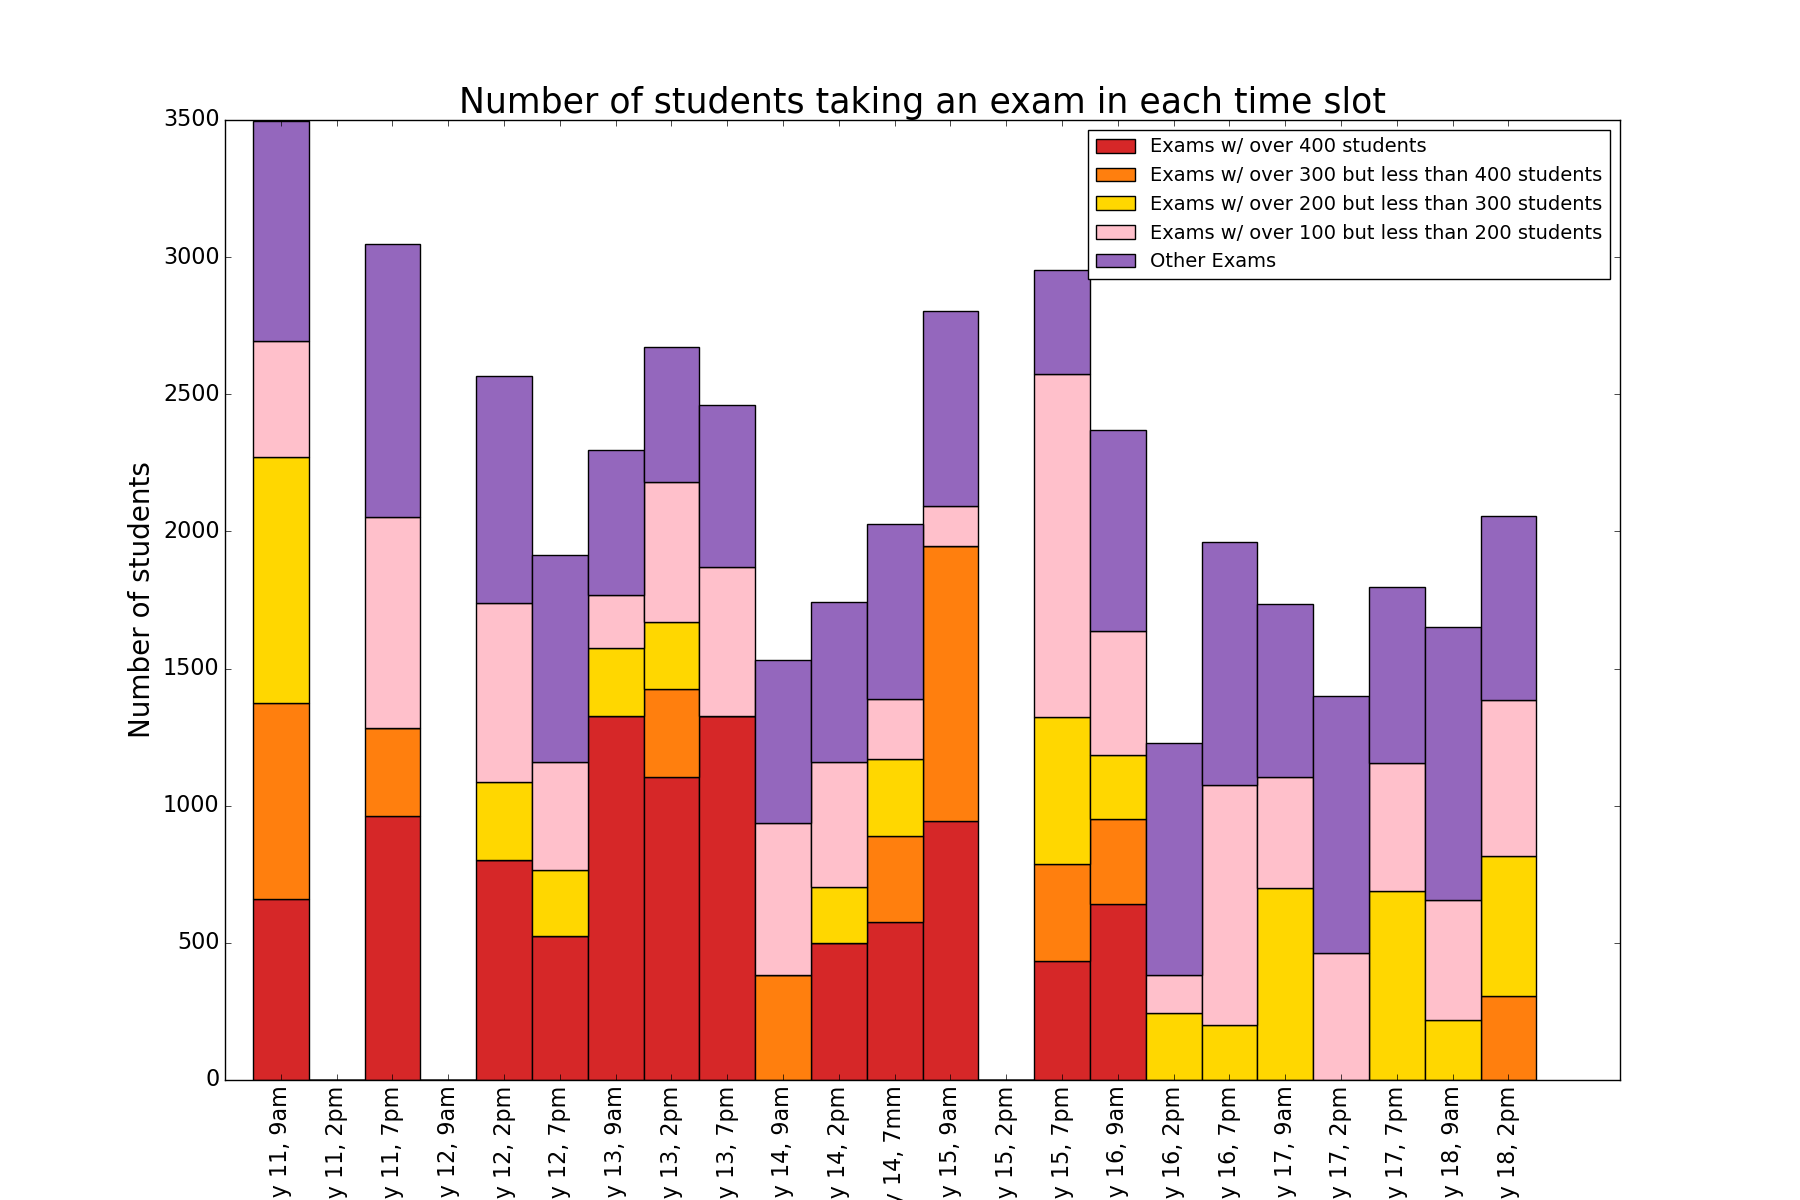 Number of students taking an exam in each time slot
Exams w/ over 400 students
Exams w/ over 300 but less than 400 students
Exams w/ over 200 but less than 300 students
Exams w/ over 100 but less than 200 students
Other Exams
Number of students
3500
3000
2500
2000
1500
1000
500
0
y 11, 9am
y 11, 2pm
y 11, 7pm
y 12, 9am
y 12, 2pm
y 12, 7pm
y 13, 9am
y 13, 2pm
y 13, 7pm
y 14, 9am
y 14, 2pm
y 14, 7mm
y 15, 9am
y 15, 2pm
y 15, 7pm
y 16, 9am
y 16, 2pm
y 16, 7pm
y 17, 9am
y 17, 2pm
y 17, 7pm
y 18, 9am
y 18, 2pm